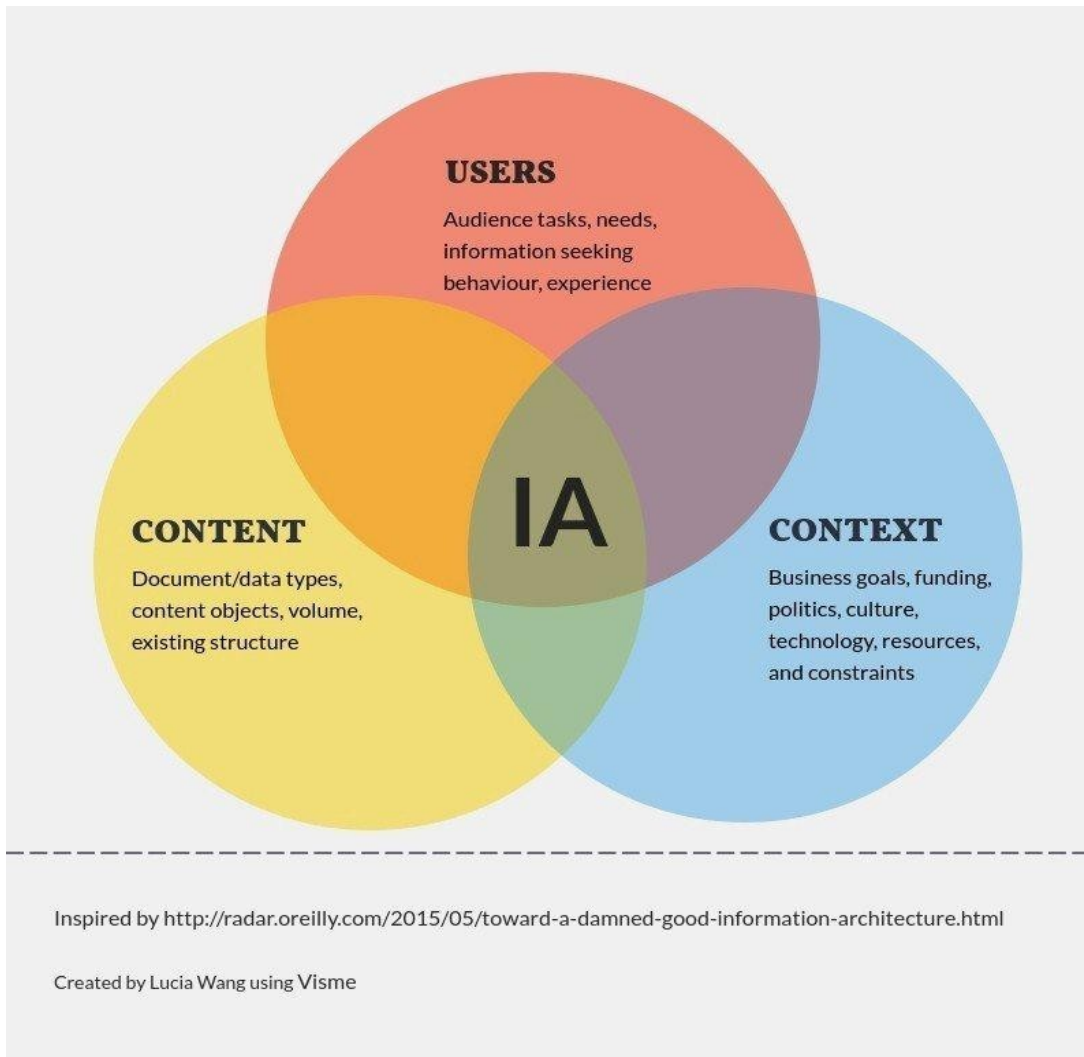 USERS
Audience tasks, needs,
information seeking
behaviour, experience
IA
CONTENT
Document/data types,
content objects, volume,
existing structure
CONTEXT
Business goals, funding,
politics, culture,
technology, resources,
and constraints
Inspired by http://radar.oreilly.com/2015/05/toward-a-damned-good-information-architecture.html
Created by Lucia Wang using Visme